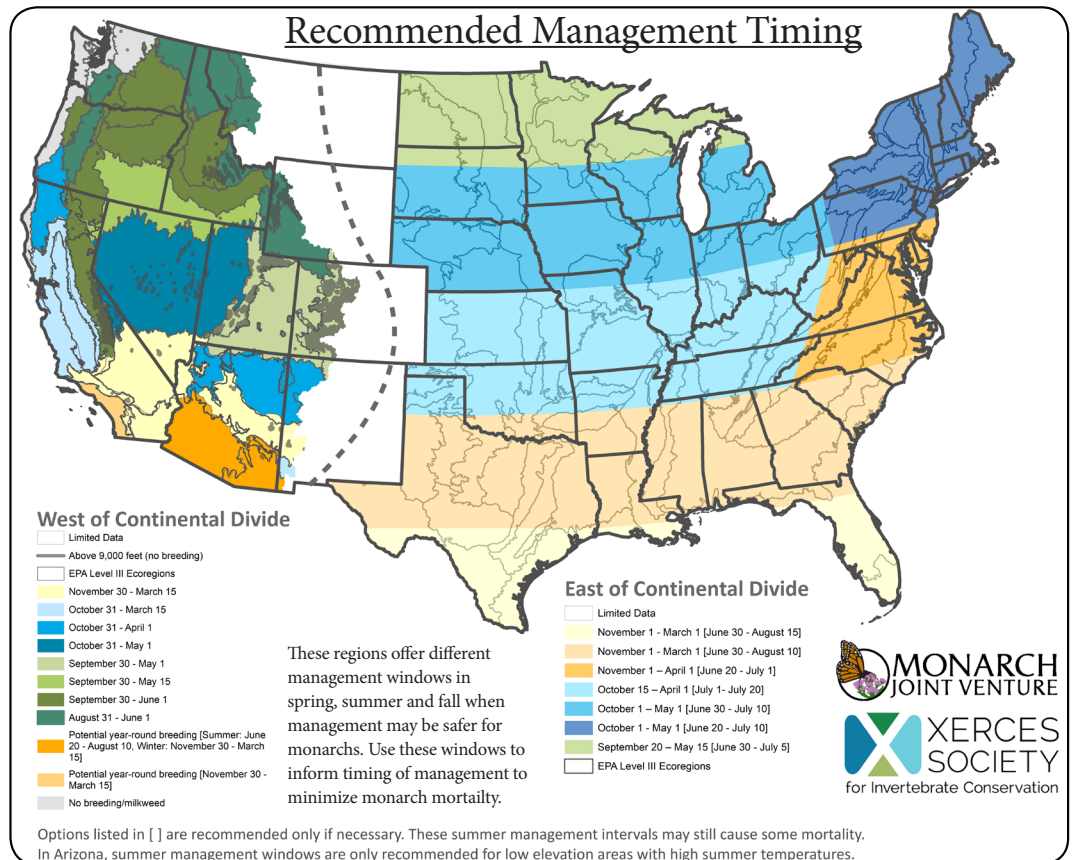 Recommended Management Timing
West of Continental Divide
Limited Data
Above 9,000 feet (no breeding)
EPA Level III Ecoregions
November 30 - March 15
October 31 - March 15
October 31 - April 1
October 31 - May 1
September 30 - May 1
September 30 - May 15
September 30 - June 1
August 31 - June 1
Potential year-round breeding [Summer: June
20 - August 10, Winter: November 30 - March
15]
Potential year-round breeding [November 30 -
March 15]
No breeding/milkweed
These regions offer different
management windows in
spring, summer and fall when
management may be safer for
monarchs. Use these windows to
inform timing of management to
minimize monarch mortailty.
East of Continental Divide
Limited Data
November 1 - March 1 [June 30 - August 15]
November 1 - March 1 [June 30 - August 10]
November 1 – April 1 [June 20 - July 1]
October 15 – April 1 [July 1- July 20]
October 1 – May 1 [June 30 - July 10]
October 1 - May 1 [June 20 - July 10]
September 20 – May 15 [June 30 - July 5]
EPA Level III Ecoregions
MONARCH
JOINT VENTURE
XERCES
SOCIETY
for Invertebrate Conservation
Options listed in [ ] are recommended only if necessary. These summer management intervals may still cause some mortality.
In Arizona, summer management windows are only recommended for low elevation areas with high summer temperatures.